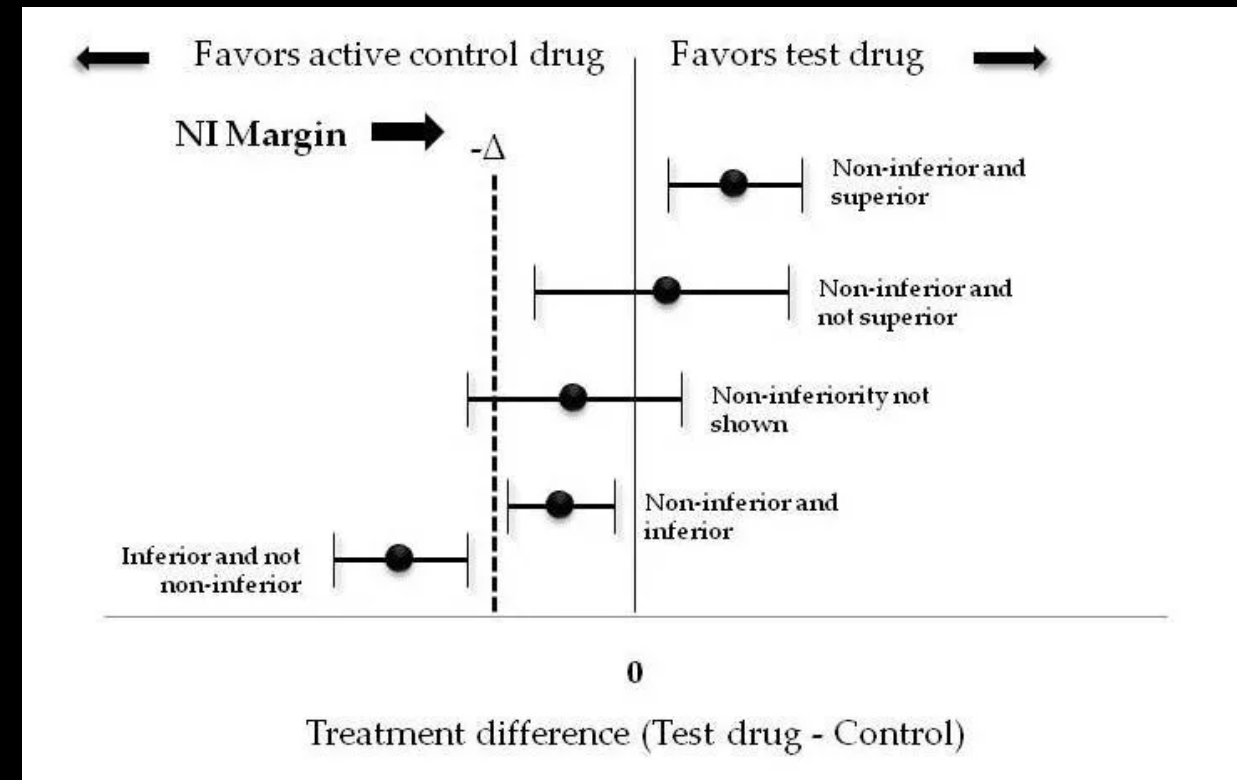 Favors active control drug
Favors test drug
NI Margin
-Δ
Non-inferior and
superior
Non-inferior and
not superior
Non-inferiority not
shown
Non-inferior and
inferior
Inferior and not
non-inferior
0
Treatment difference (Test drug - Control)